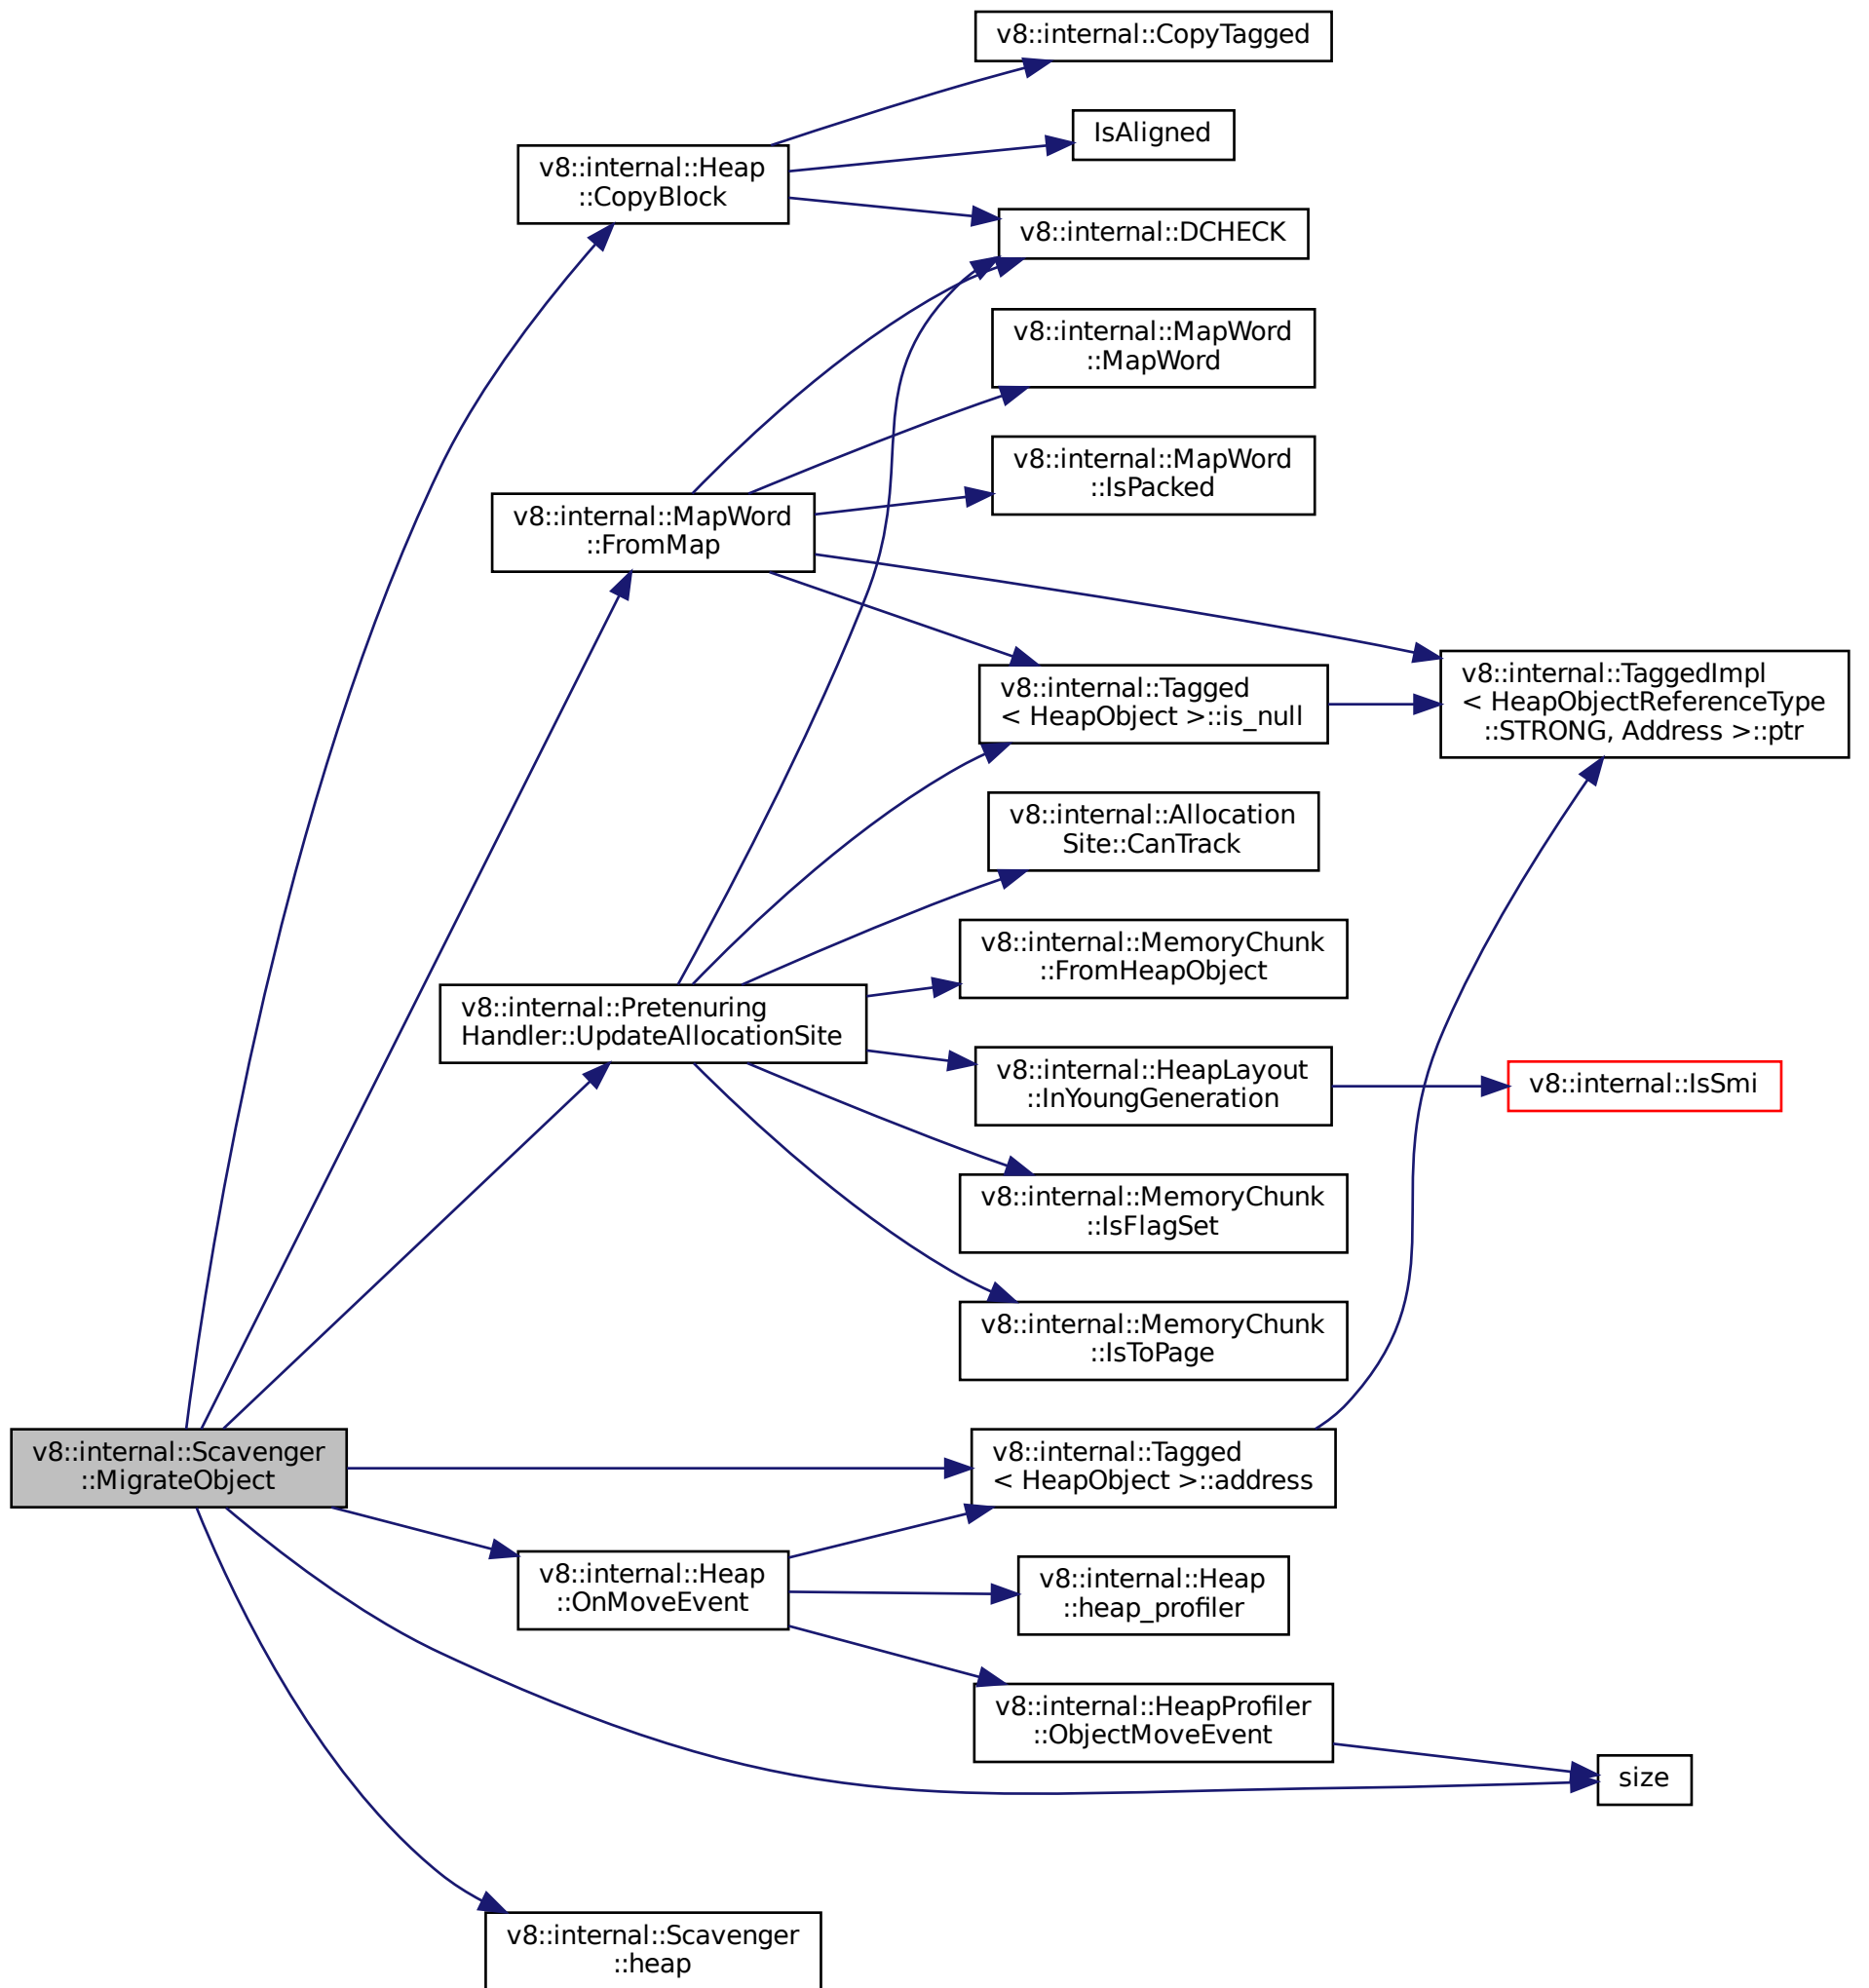 v8::internal::CopyTagged
IsAligned
v8::internal::Heap
::CopyBlock
v8::internal::DCHECK
v8::internal::MapWord
::MapWord
v8::internal::MapWord
::IsPacked
v8::internal::MapWord
::FromMap
v8::internal::Tagged
< HeapObject >::is_null
v8::internal::TaggedImpl
< HeapObjectReferenceType
::STRONG, Address >::ptr
v8::internal::Allocation
Site::CanTrack
v8::internal::MemoryChunk
::FromHeapObject
v8::internal::Pretenuring
Handler::UpdateAllocationSite
v8::internal::HeapLayout
::InYoungGeneration
v8::internal::IsSmi
v8::internal::MemoryChunk
::IsFlagSet
v8::internal::MemoryChunk
::IsToPage
v8::internal::Scavenger
::MigrateObject
v8::internal::Tagged
< HeapObject >::address
v8::internal::Heap
::OnMoveEvent
v8::internal::Heap
::heap_profiler
v8::internal::HeapProfiler
::ObjectMoveEvent
size
v8::internal::Scavenger
::heap